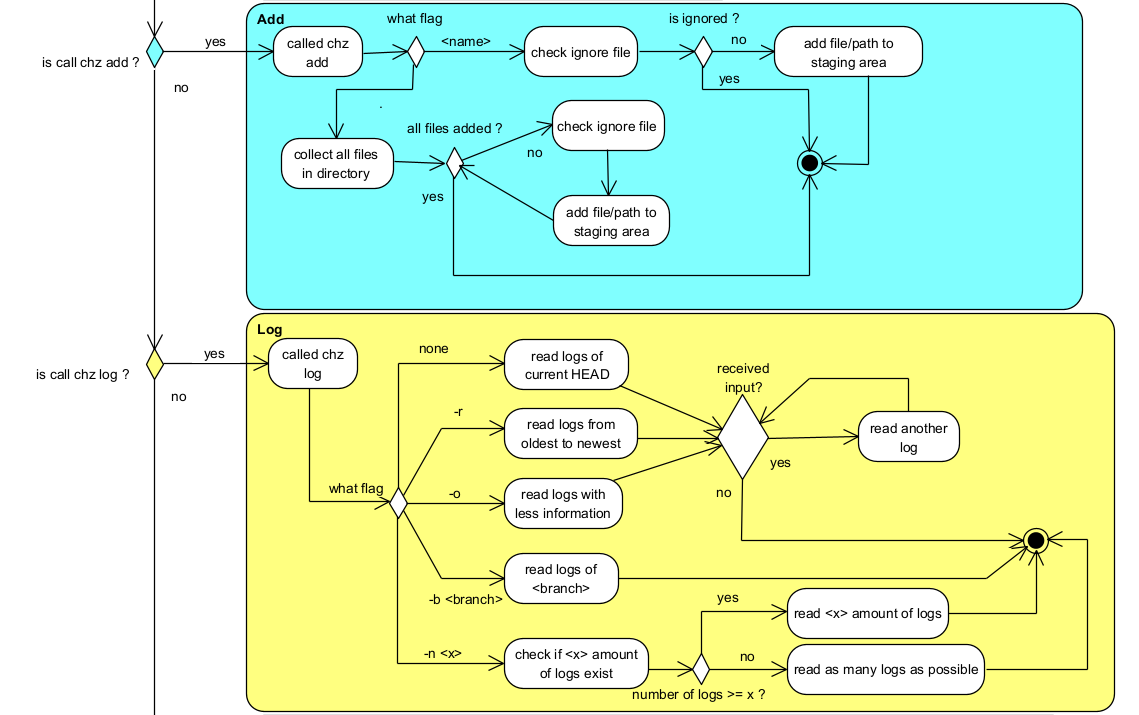 Add
what flag
is ignored ?
is call chz add ?
yes
no
called chz
add
<name>
check ignore file
no
yes
add file/path to
staging area
.
collect all files
in directory
all files added ?
no
yes
check ignore file
add file/path to
staging area
Log
is call chz log ?
yes
no
called chz
log
what flag
none
read logs of
current HEAD
-r
read logs from
oldest to newest
-o
read logs with
less information
-b <branch>
read logs of
<branch>
-n <x>
check if <x> amount
of logs exist
received
input?
yes
no
read another
log
number of logs >= x ?
yes
no
read <x> amount of logs
read as many logs as possible